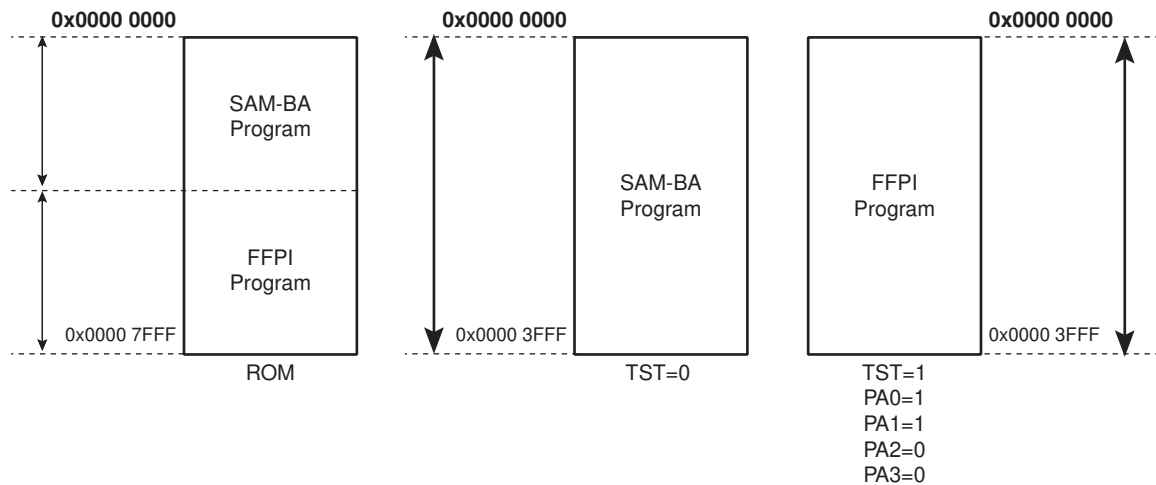 0x0000 0000
SAM-BA
Program
FFPI
Program
0x0000 7FFF
ROM
0x0000 0000
SAM-BA
Program
0x0000 3FFF
TST=0
0x0000 0000
FFPI
Program
0x0000 3FFF
TST=1
PA0=1
PA1=1
PA2=0
PA3=0